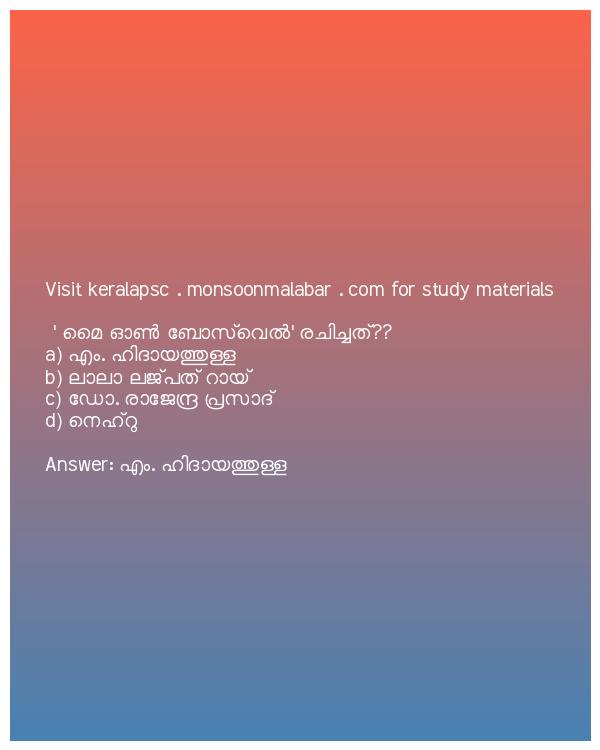 Visit keralapsc . monsoonmalabar . com for study materials
' മൈ ഓൺ ബോസ്‌വെൽ' രചിച്ചത്??
a) എം. ഹിദായത്തുള്ള
b) ലാലാ ലജ്പത് റായ്
c) ഡോ. രാജേന്ദ്ര പ്രസാദ്
d) നെഹ്റു
Answer: എം. ഹിദായത്തുള്ള